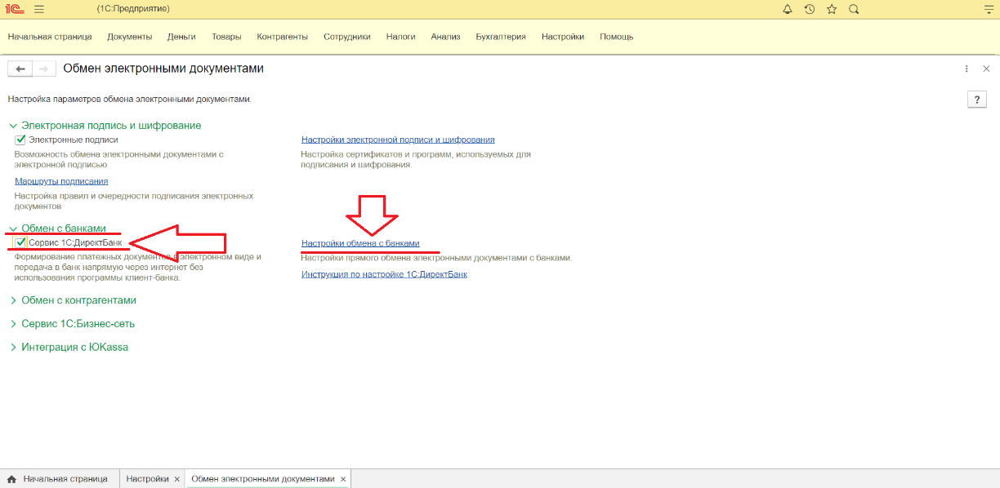 1С (1С:Предприятие)
Начальная страница Документы Деньги Товары Контрагенты Сотрудники Налоги Анализ Бухгалтерия Настройки Помощь
Обмен электронными документами
Настройка параметров обмена электронными документами.
?
Электронная подпись и шифрование
Электронные подписи
Возможность обмена электронными документами с
электронной подписью.
Маршруты подписания
Настройка правил и очередности подписания электронных
документов
Настройки электронной подписи и шифрования
Настройка сертификатов и программ, используемых для
подписания и шифрования.
Обмен с банками
Сервис 1С:ДиректБанк
Формирование платежных документов в электронном виде и
передача в банк напрямую через интернет без
использования программы клиент-банка.
Настройки обмена с банками
Настройки прямого обмена электронными документами с банками.
Инструкция по настройке 1С:ДиректБанк
Обмен с контрагентами
Сервис 1С:Бизнес-сеть
Интеграция с ЮKassa
Начальная страница Настройки Обмен электронными документами